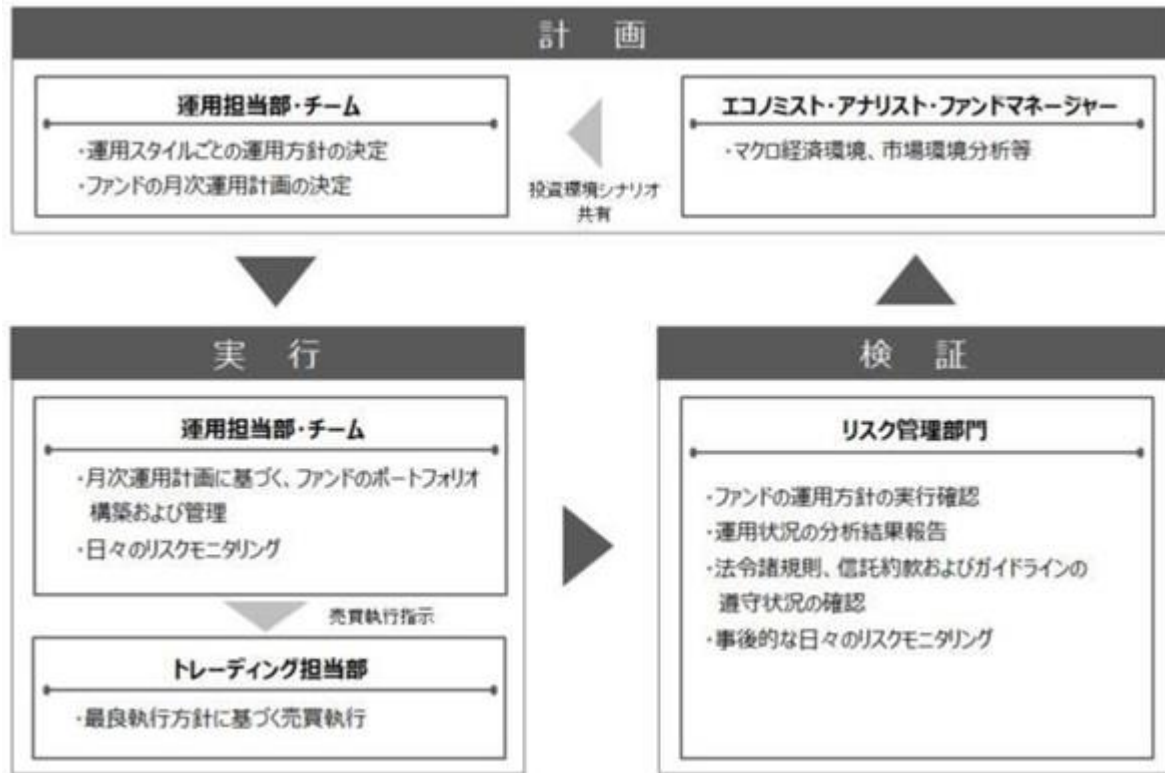 計 画
運用担当部・チーム
・運用スタイルごとの運用方針の決定
・ファンドの月次運用計画の決定
投資環境シナリオ
共有
エコノミスト・アナリスト・ファンドマネージャー
・マクロ経済環境、市場環境分析等
実 行
運用担当部・チーム
・月次運用計画に基づく、ファンドのポートフォリオ
構築および管理
・日々のリスクモニタリング
売買執行指示
トレーディング担当部
・最良執行方針に基づく売買執行
検 証
リスク管理部門
・ファンドの運用方針の実行確認
・運用状況の分析結果報告
・法令諸規則、信託約款およびガイドラインの
遵守状況の確認
・事後的な日々のリスクモニタリング